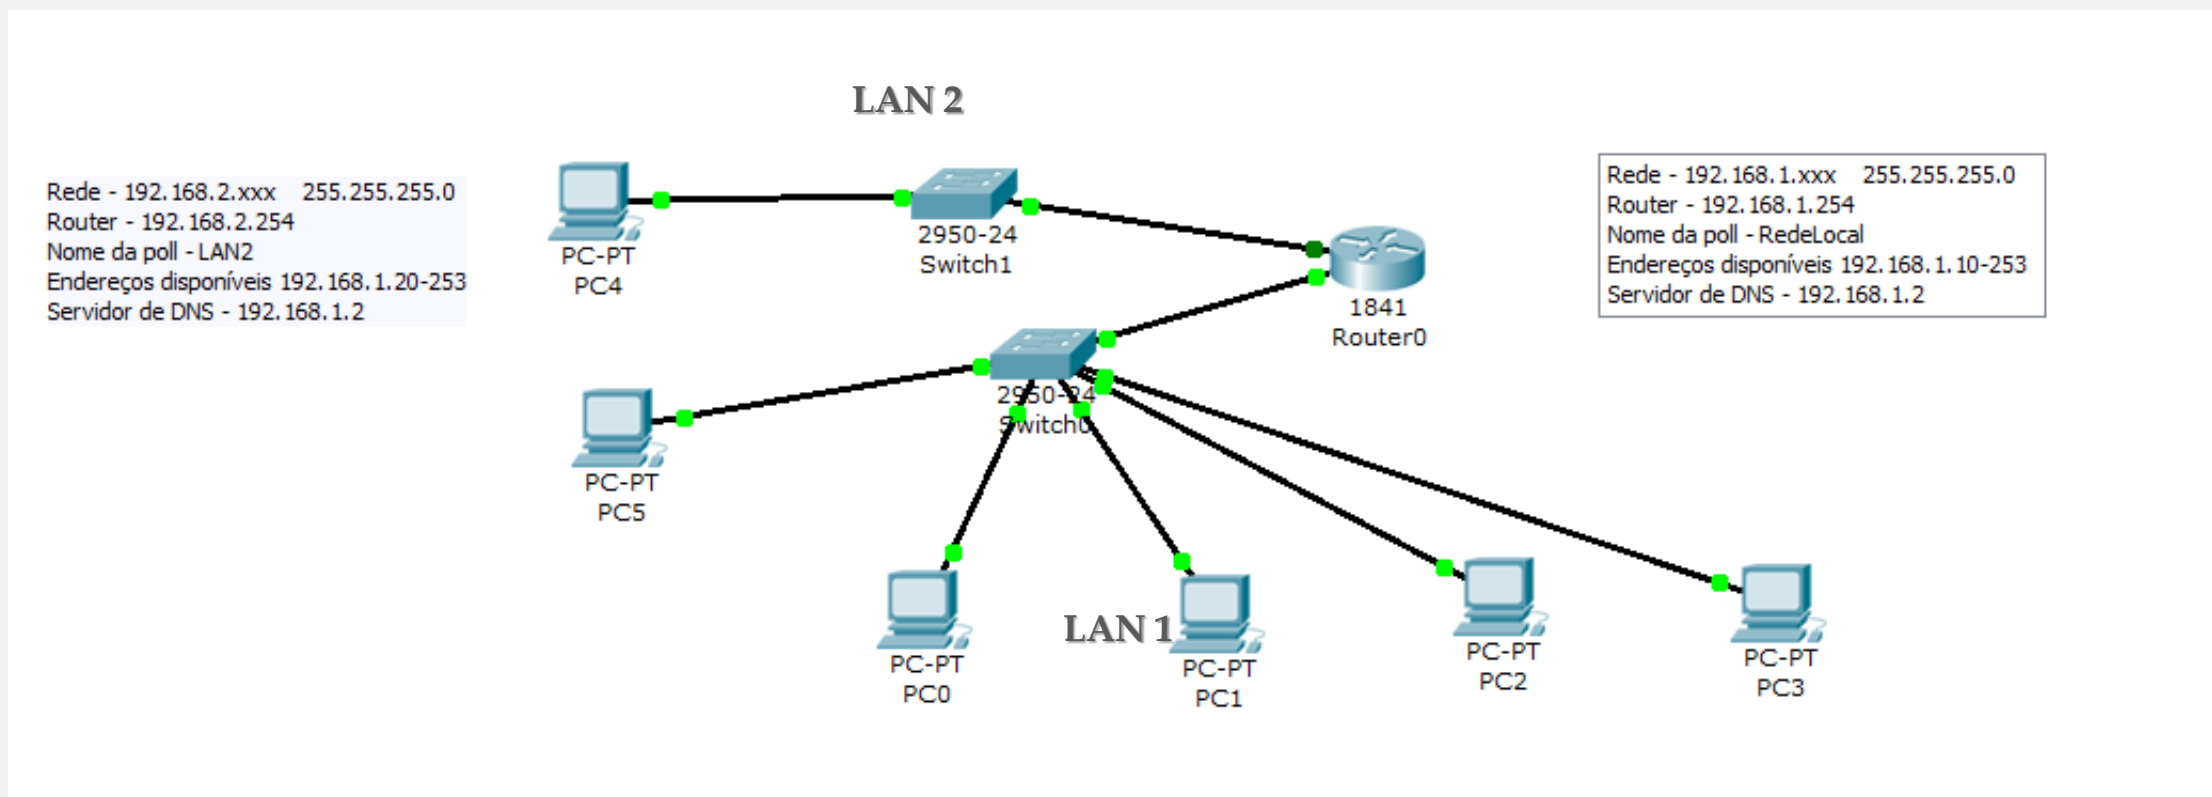 LAN 2
Rede - 192.168.2.xxx 255.255.255.0
Router - 192.168.2.254
Nome da poll - LAN2
Endereços disponíveis 192.168.1.20-253
Servidor de DNS - 192.168.1.2
PC-PT
PC4
2950-24
Switch1
1841
Router0
Rede - 192.168.1.xxx 255.255.255.0
Router - 192.168.1.254
Nome da poll - RedeLocal
Endereços disponíveis 192.168.1.10-253
Servidor de DNS - 192.168.1.2
2950-24
Switch0
PC-PT
PC5
LAN 1
PC-PT
PC0
PC-PT
PC1
PC-PT
PC2
PC-PT
PC3